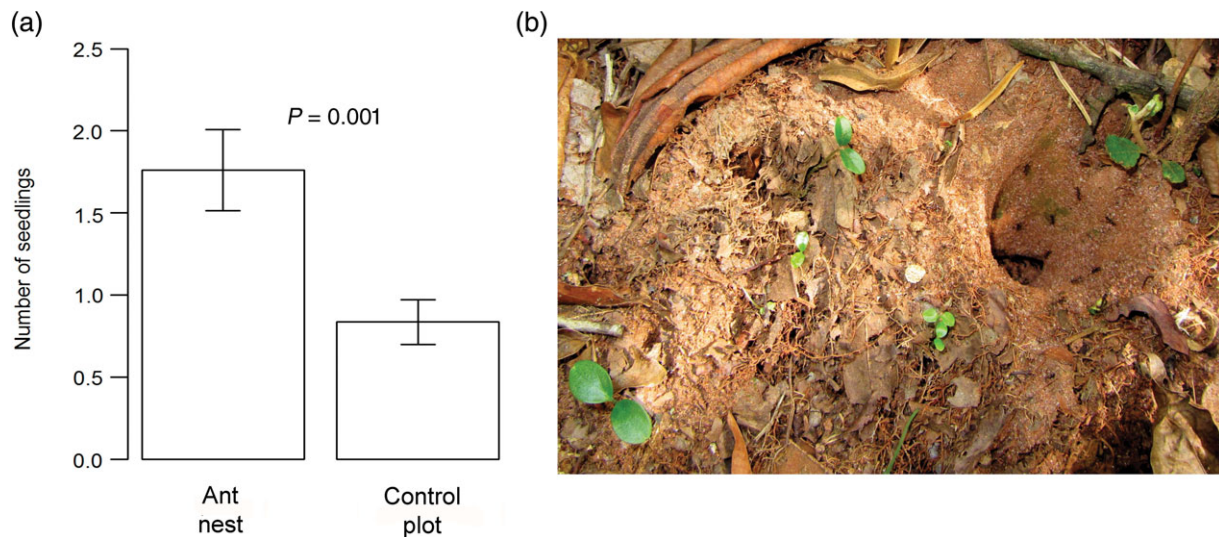 (a)
2.5
2.0
1.5
1.0
0.5
0.0
Number of seedlings
P = 0.001
Ant
nest
Control
plot
(b)